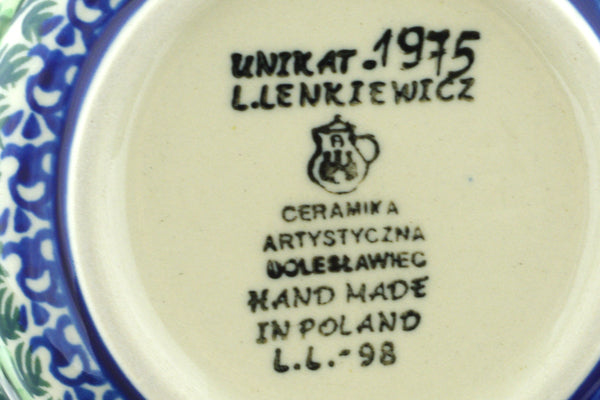 UNIKAT.1975
L.LENKIEWICZ
A
CERAMIKA
ARTYSTYCZNA
BOLESŁAWIEC
HAND MADE
IN POLAND
L.L.-98